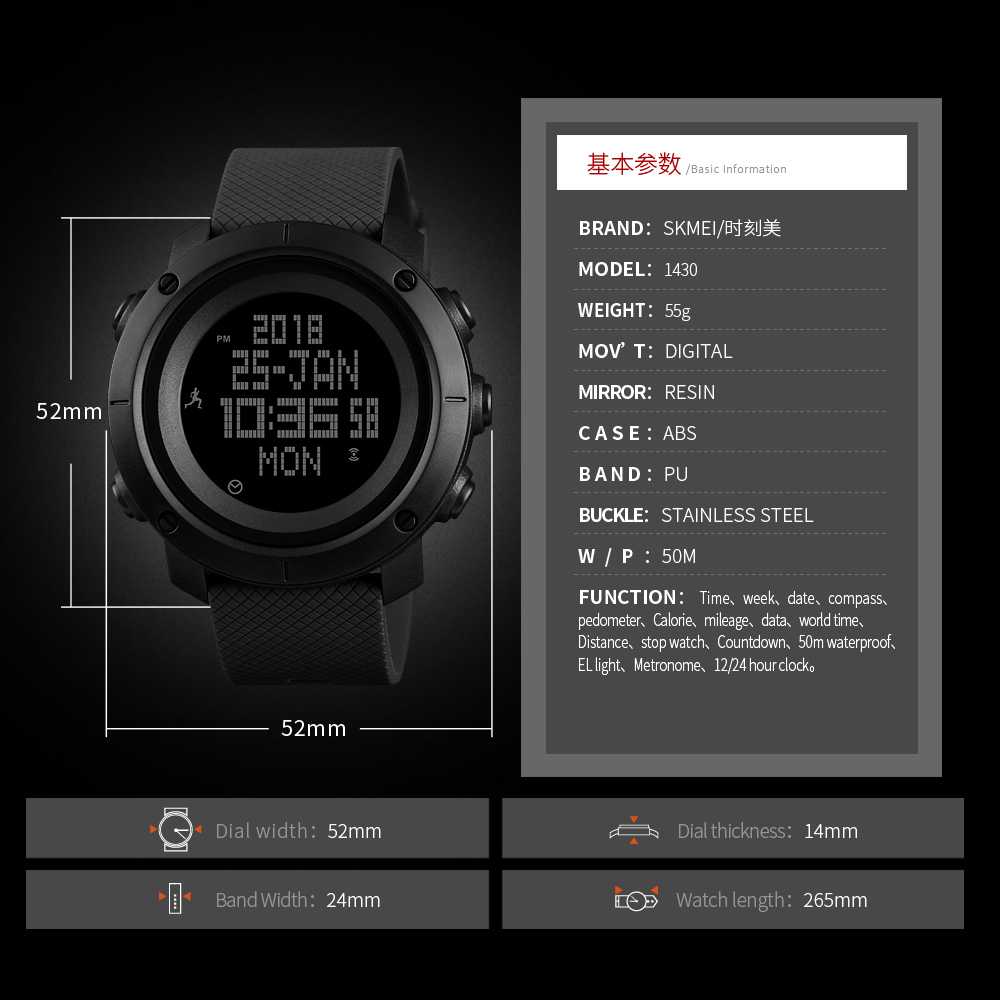 基本参数 /Basic Information
BRAND: SKMEI/时刻美
MODEL: 1430
WEIGHT: 55g
MOV’T: DIGITAL
MIRROR: RESIN
CASE: ABS
BAND: PU
BUCKLE: STAINLESS STEEL
W/P: 50M
FUNCTION: Time、week、date、compass、
pedometer、Calorie、mileage、data、world time、
Distance、stop watch、Countdown、50m waterproof、
EL light、Metronome、12/24 hour clock。
2018
PM
25-JAN
10:36 58
MON
52mm
52mm
Dial width: 52mm
Dial thickness: 14mm
Band Width: 24mm
Watch length: 265mm